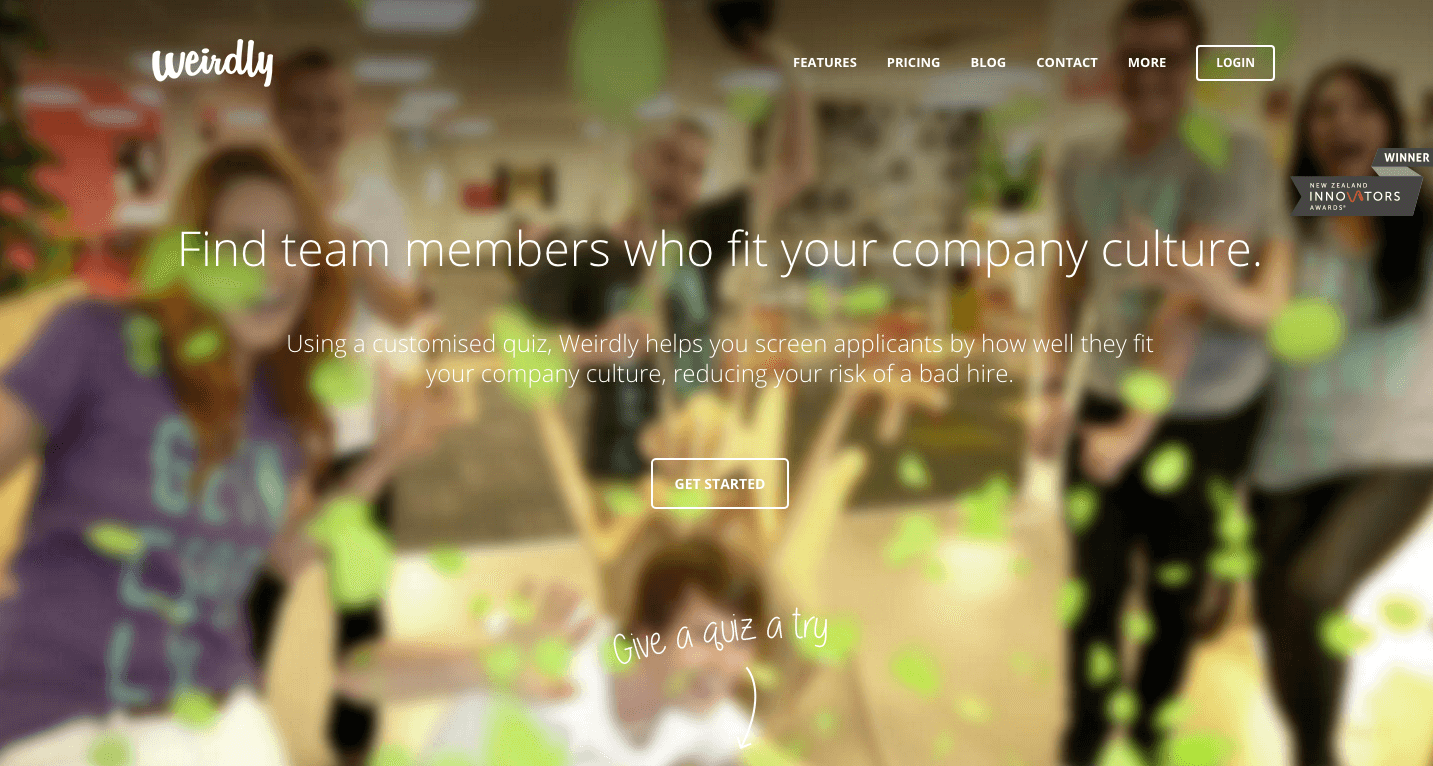 weirdly
FEATURES PRICING BLOG CONTACT MORE LOGIN
WINNER
NEW ZEALAND
INNOVATORS
AWARDS
Find team members who fit your company culture.
Using a customised quiz, Weirdly helps you screen applicants by how well they fit
your company culture, reducing your risk of a bad hire.
GET STARTED
Give a quiz a try